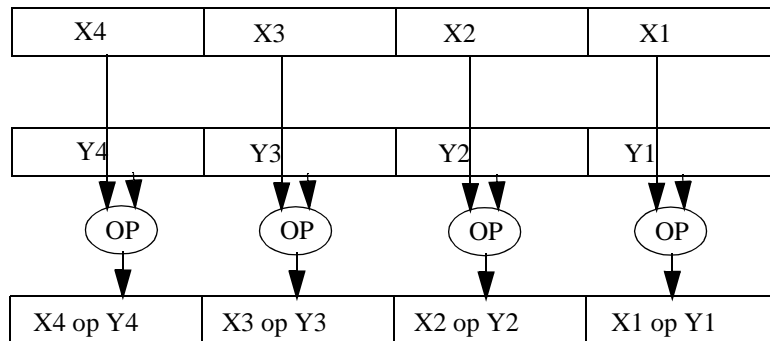 X4 X3 X2 X1
Y4 Y3 Y2 Y1
OP OP OP OP
X4 op Y4 X3 op Y3 X2 op Y2 X1 op Y1